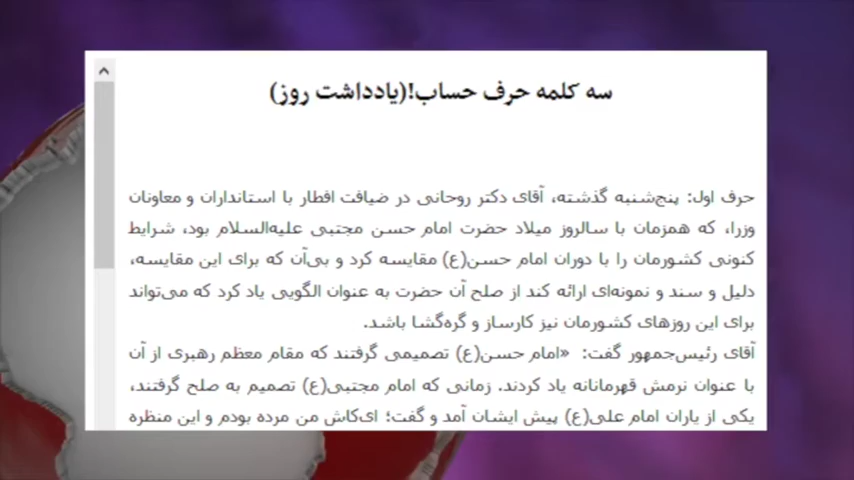 سه کلمه حرف حساب!(یادداشت روز)
حرف اول: پنج‌شنبه گذشته، آقای دکتر روحانی در ضیافت افطار با استانداران و معاونان
وزرا، که همزمان با سالروز میلاد حضرت امام حسن مجتبی علیه‌السلام بود، شرایط
کنونی کشورمان را با دوران امام حسن(ع) مقایسه کرد و بی‌آن که برای این مقایسه،
دلیل و سند و نمونه‌ای ارائه کند از صلح آن حضرت به عنوان الگویی یاد کرد که می‌تواند
برای این روزهای کشورمان نیز کارساز و گره‌گشا باشد.
آقای رئیس‌جمهور گفت: «امام حسن(ع) تصمیمی گرفتند که مقام معظم رهبری از آن
با عنوان نرمش قهرمانانه یاد کردند. زمانی که امام مجتبی(ع) تصمیم به صلح گرفتند،
یکی از یاران امام علی(ع) پیش ایشان آمد و گفت؛ ای‌کاش من مرده بودم و این منظره